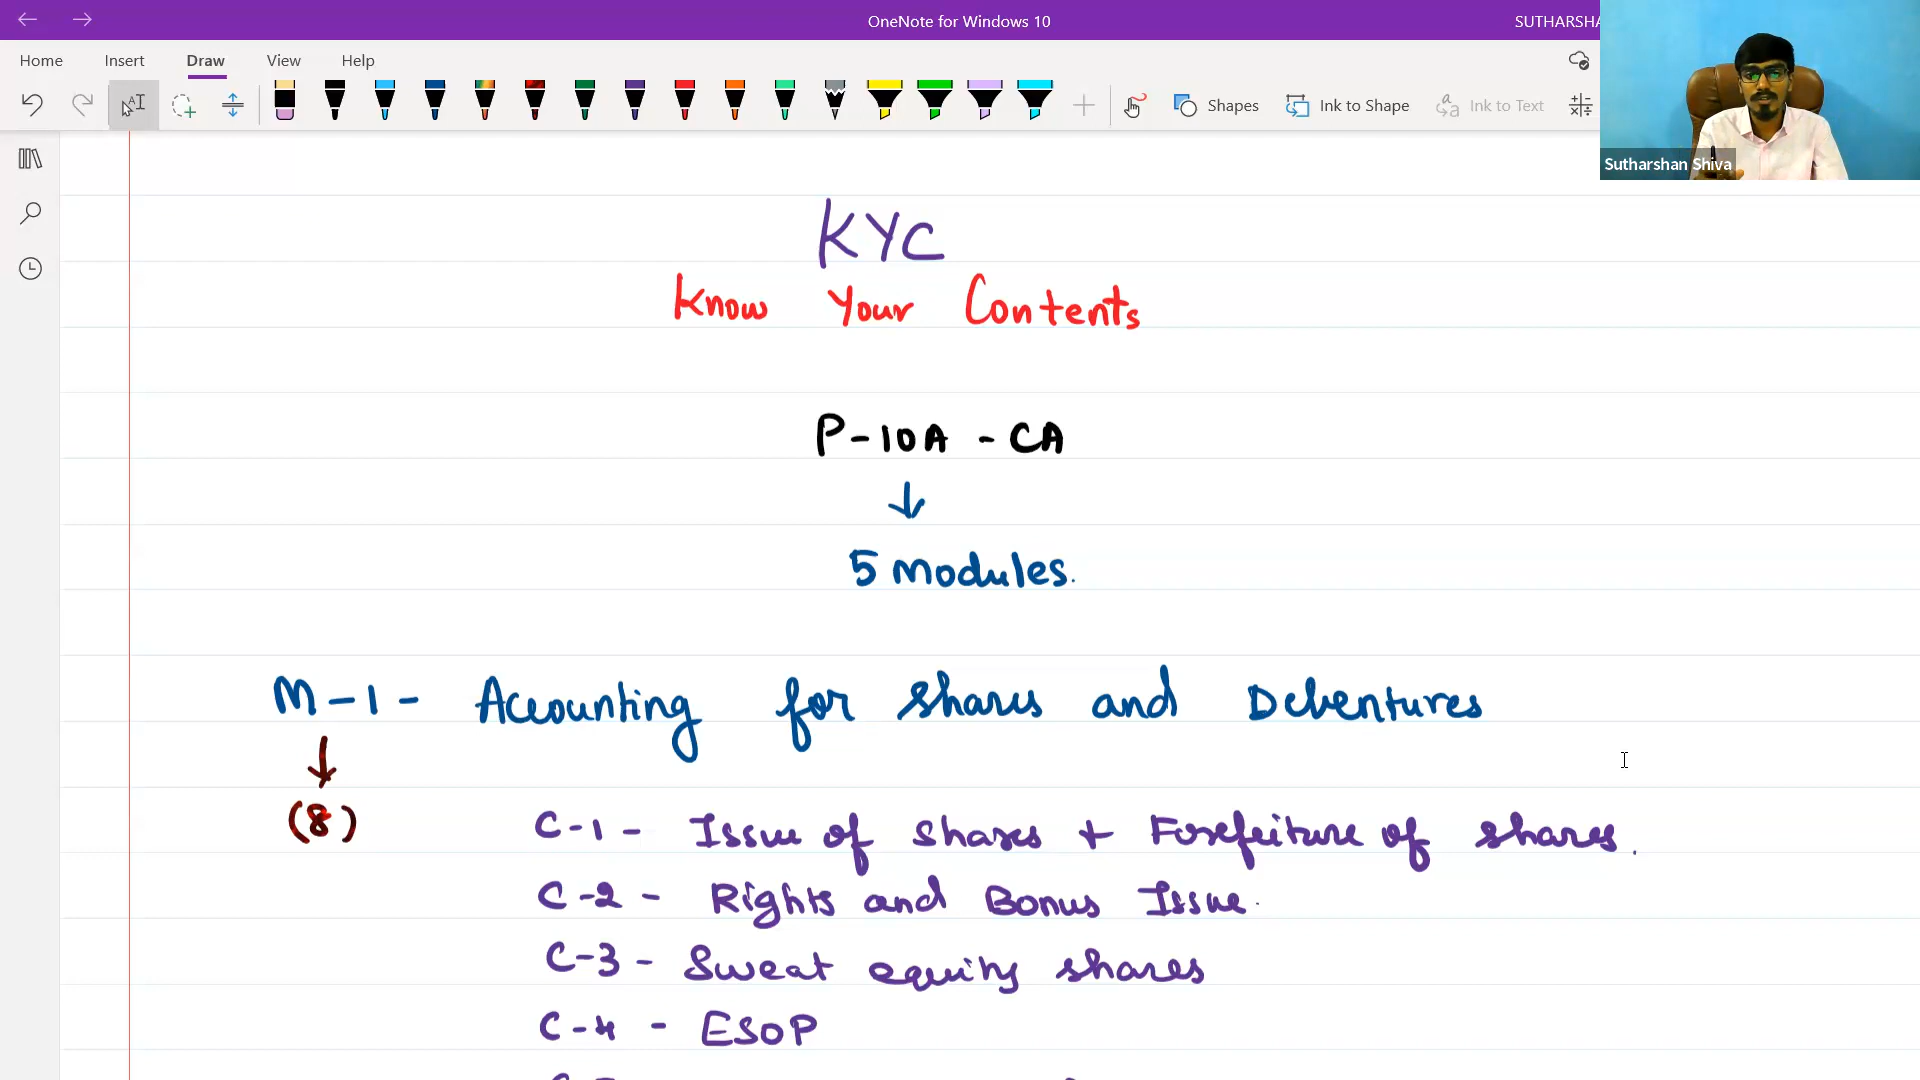 OneNote for Windows 10
SUTHARSHA
Home Insert Draw View Help
Shapes Ink to Shape Ink to Text
Sutharshan Shiva
KYC
Know Your Contents
P-10A - CA
5 Modules.
M-1- Accounting for shares and Debentures
(8)
C-1- Issue of shares + Forefeiture of shares.
C-2- Rights and Bonus Issue.
C-3- Sweat equity shares
C-4 - ESOP